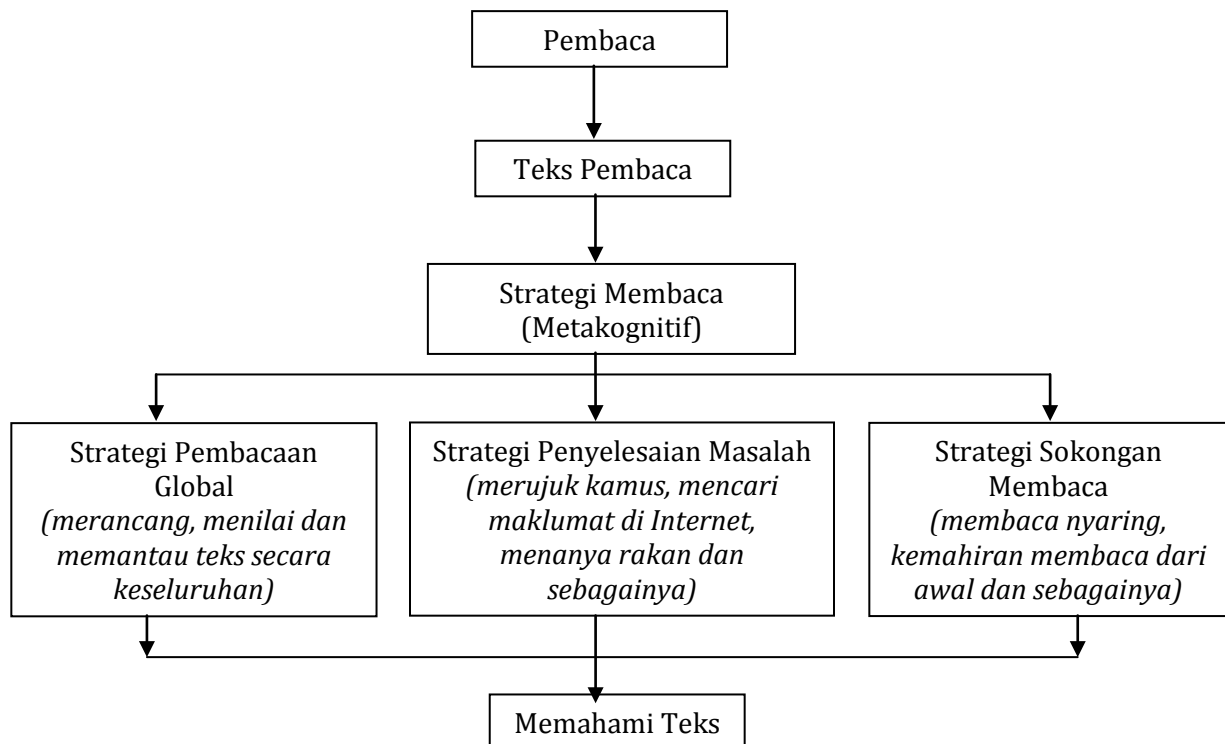 Pembaca
Teks Pembaca
Strategi Membaca
(Metakognitif)
Strategi Pembacaan
Global
(merancang, menilai dan
memantau teks secara
keseluruhan)
Strategi Penyelesaian Masalah
(merujuk kamus, mencari
maklumat di Internet,
menanya rakan dan
sebagainya)
Strategi Sokongan
Membaca
(membaca nyaring,
kemahiran membaca dari
awal dan sebagainya)
Memahami Teks